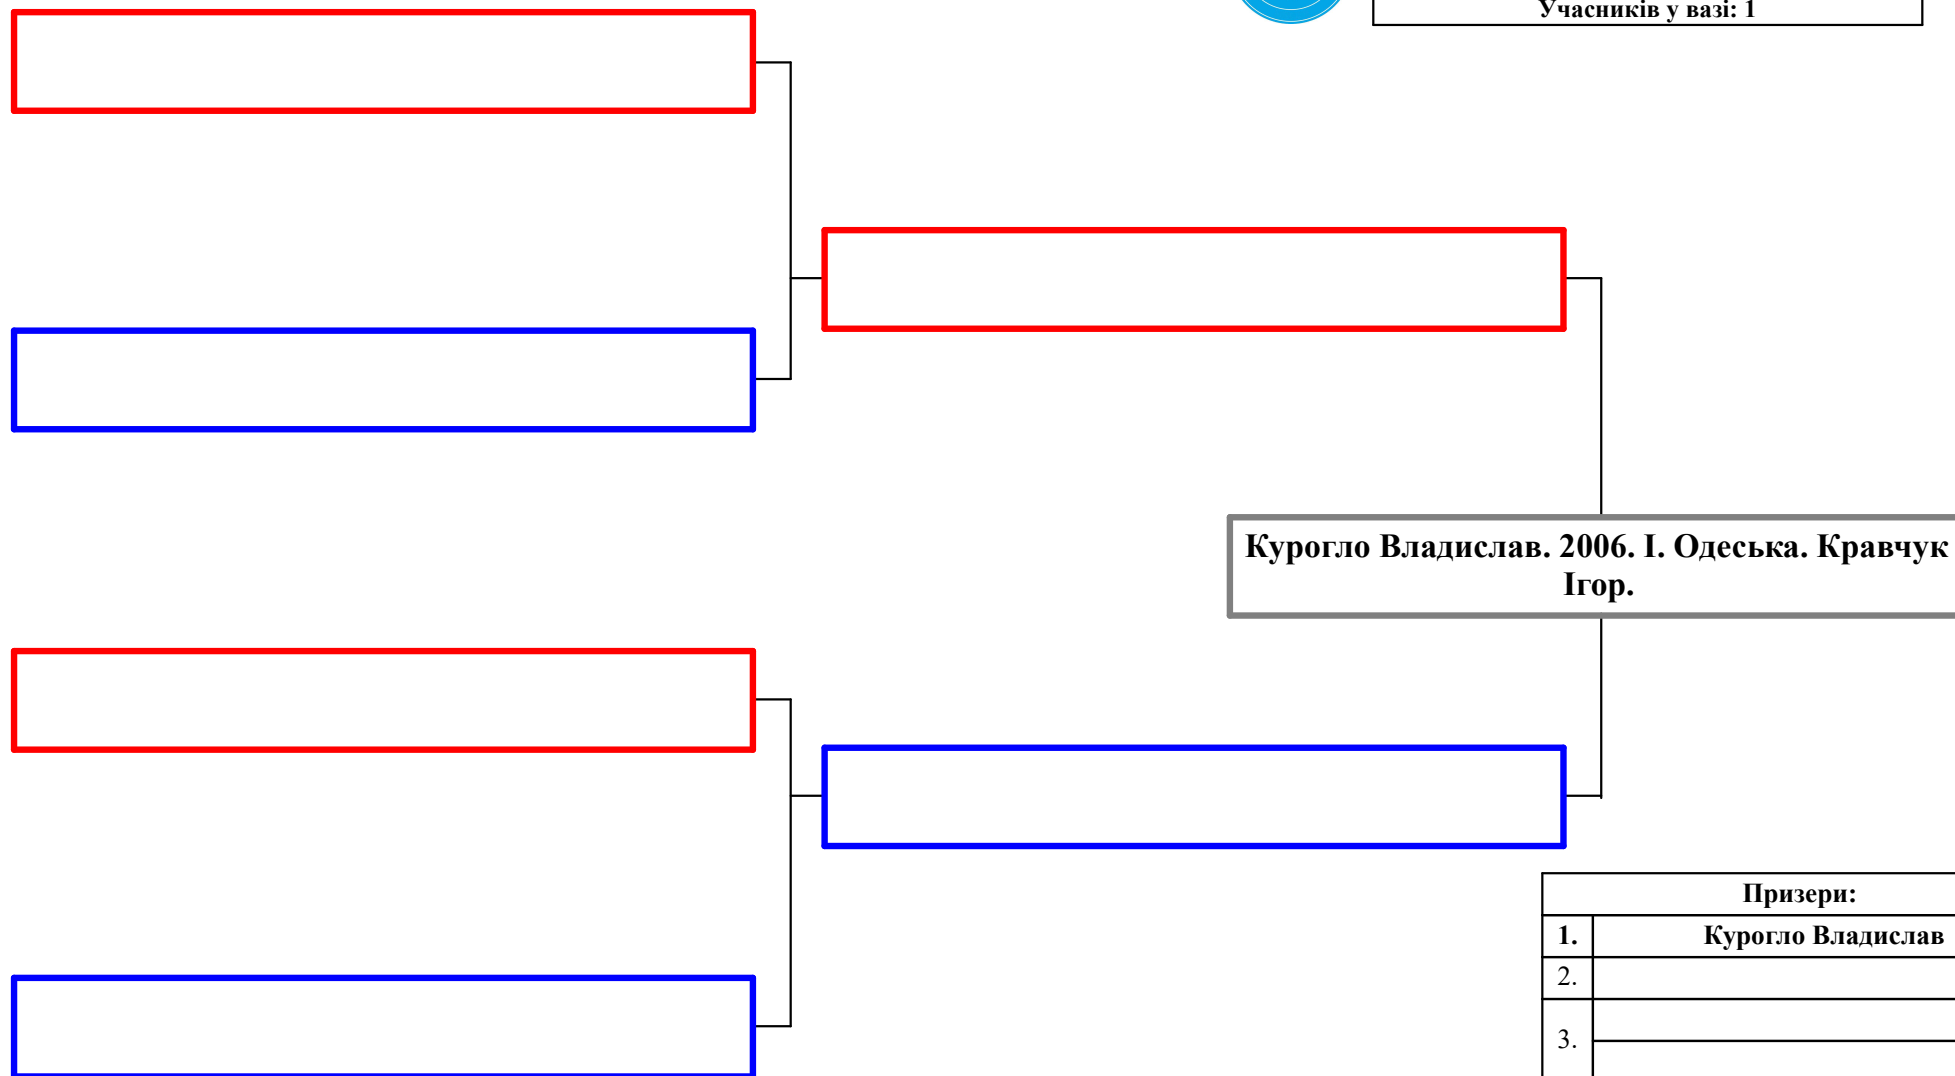 Учасників у вазі: 1
Курогло Владислав. 2006. І. Одеська. Кравчук
Ігор.
Призери:
1. Курогло Владислав
2.
3.